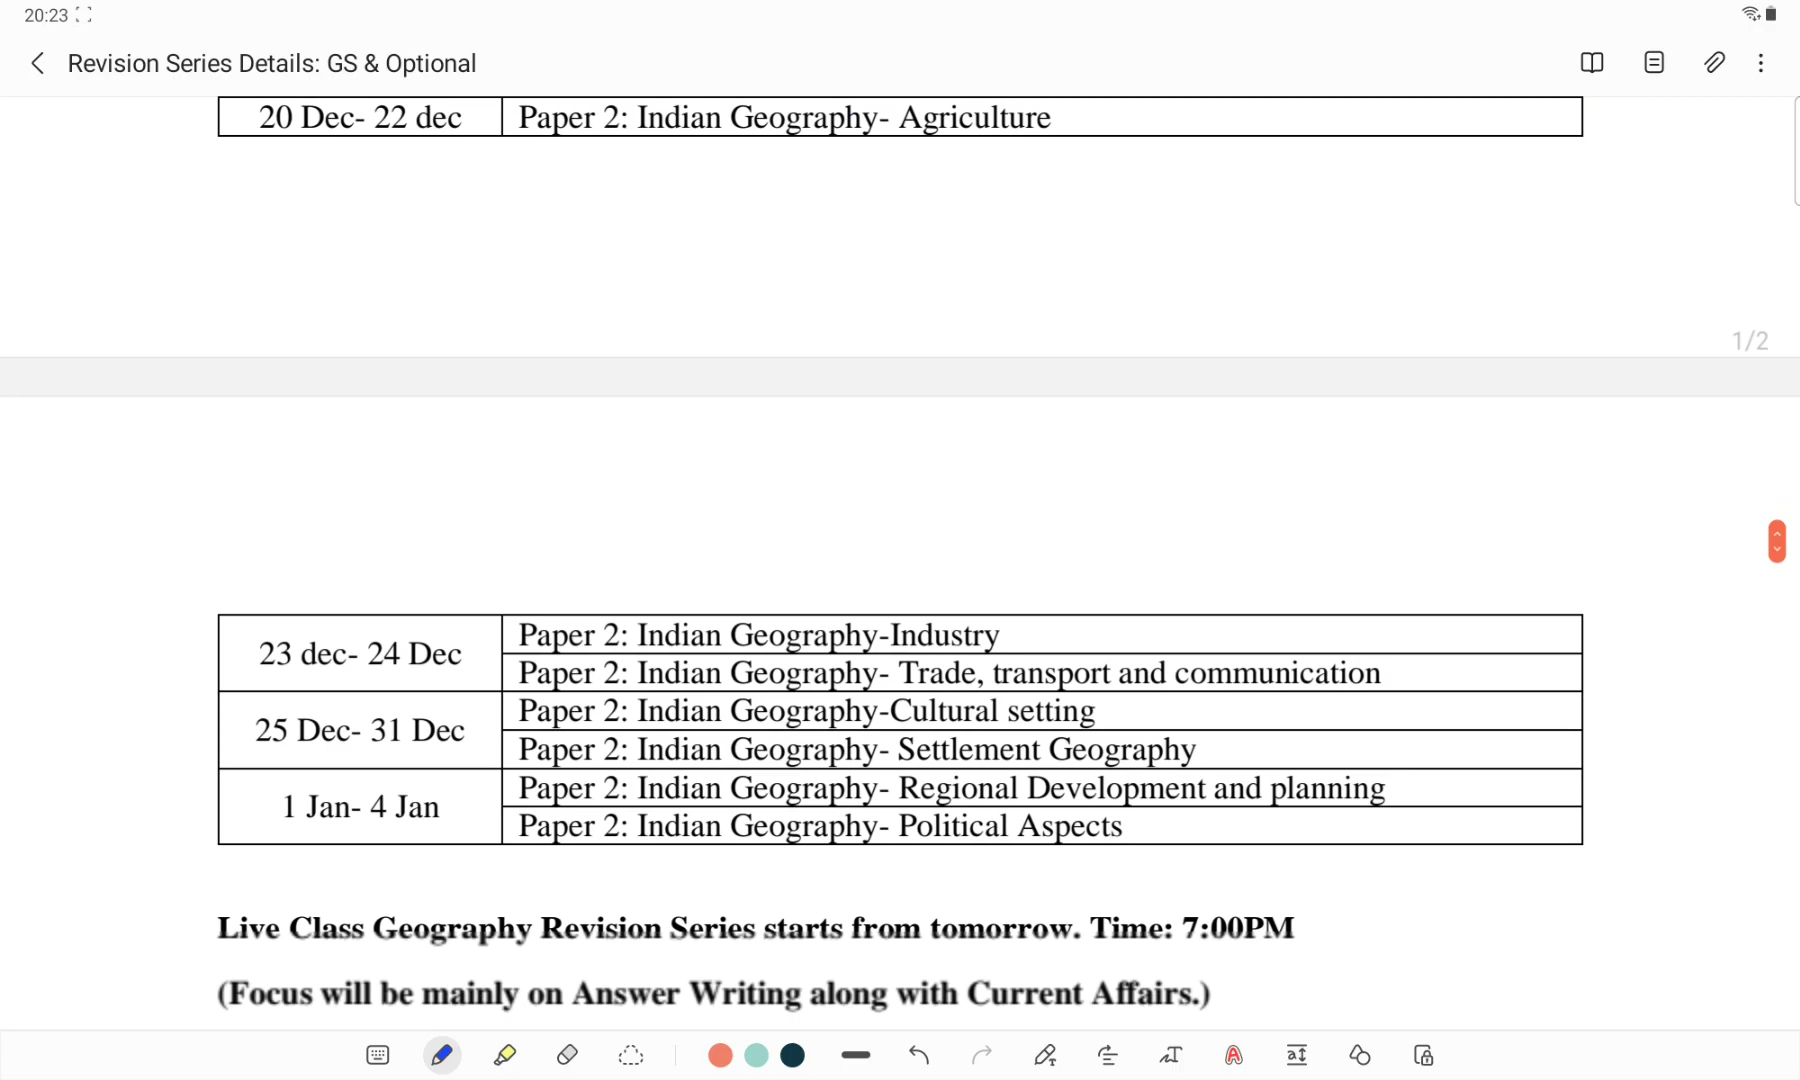 20:23
Revision Series Details: GS & Optional
20 Dec- 22 dec Paper 2: Indian Geography- Agriculture
1/2
23 dec- 24 Dec Paper 2: Indian Geography-Industry
Paper 2: Indian Geography- Trade, transport and communication
25 Dec- 31 Dec Paper 2: Indian Geography-Cultural setting
Paper 2: Indian Geography- Settlement Geography
1 Jan- 4 Jan Paper 2: Indian Geography- Regional Development and planning
Paper 2: Indian Geography- Political Aspects
Live Class Geography Revision Series starts from tomorrow. Time: 7:00PM
(Focus will be mainly on Answer Writing along with Current Affairs.)